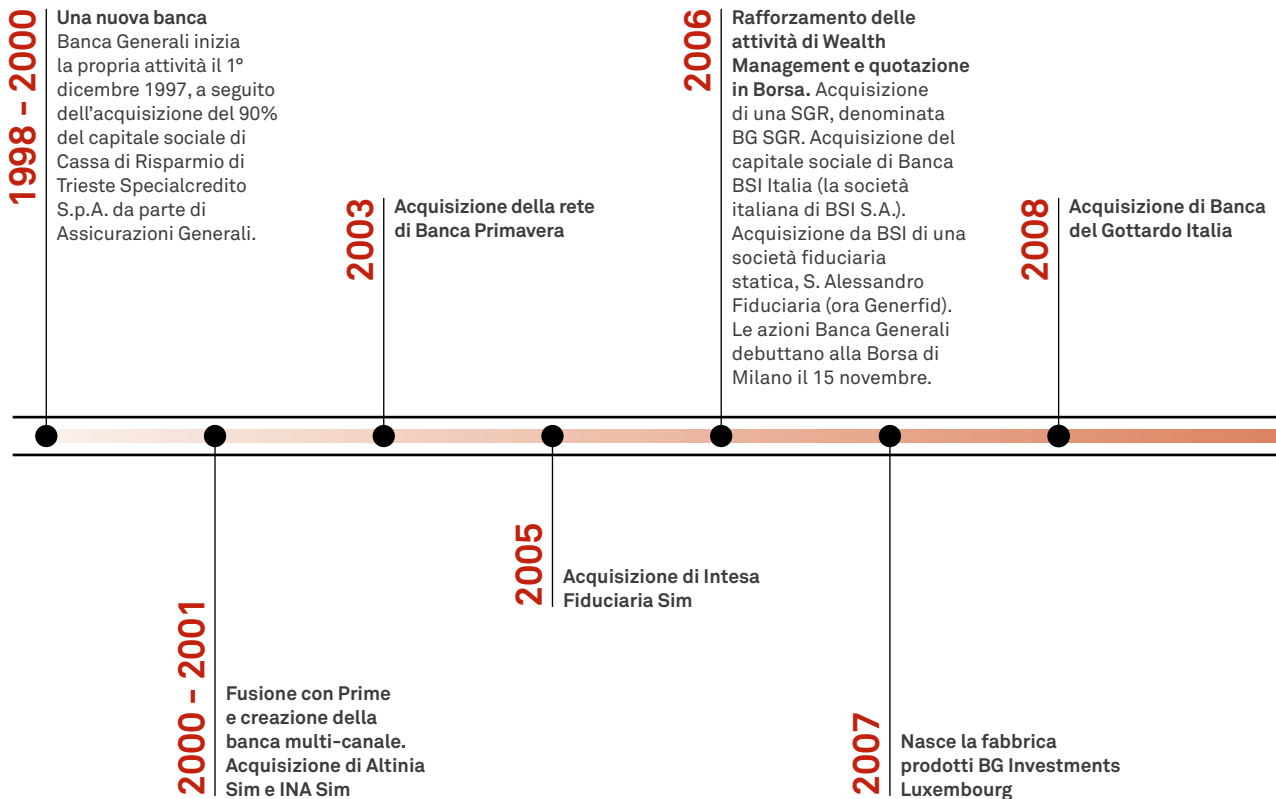 1998 – 2000
Una nuova banca
Banca Generali inizia
la propria attività il 1°
dicembre 1997, a seguito
dell'acquisizione del 90%
del capitale sociale di
Cassa di Risparmio di
Trieste Specialcredito
S.p.A. da parte di
Assicurazioni Generali.
2000 – 2001
Fusione con Prime
e creazione della
banca multi-canale.
Acquisizione di Altinia
Sim e INA Sim
2003
Acquisizione della rete
di Banca Primavera
2005
Acquisizione di Intesa
Fiduciaria Sim
2006
Rafforzamento delle
attività di Wealth
Management e quotazione
in Borsa. Acquisizione
di una SGR, denominata
BG SGR. Acquisizione del
capitale sociale di Banca
BSI Italia (la società
italiana di BSI S.A.).
Acquisizione da BSI di una
società fiduciaria
statica, S. Alessandro
Fiduciaria (ora Generfid).
Le azioni Banca Generali
debuttano alla Borsa di
Milano il 15 novembre.
2007
Nasce la fabbrica
prodotti BG Investments
Luxembourg
2008
Acquisizione di Banca
del Gottardo Italia